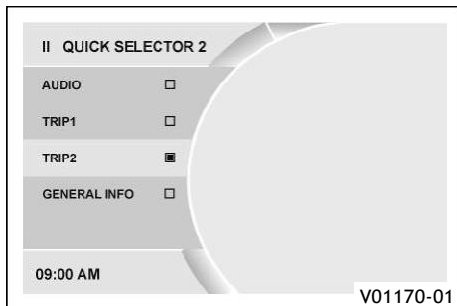 II QUICK SELECTOR 2
AUDIO
TRIP1
TRIP2
GENERAL INFO
09:00 AM
V01170-01